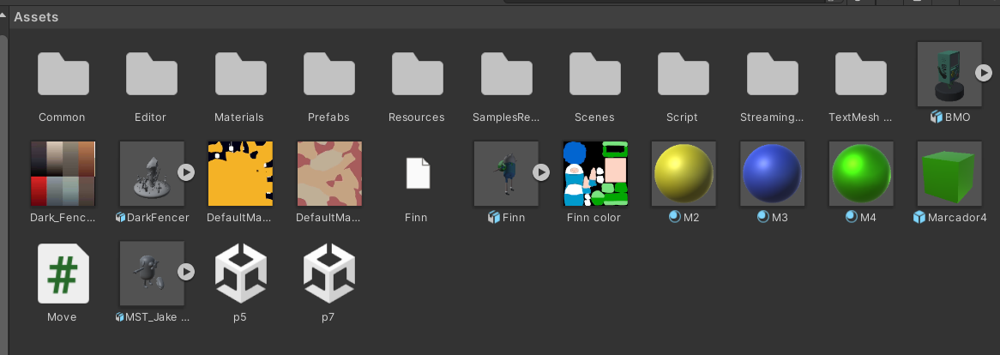 Assets
Common Editor Materials Prefabs Resources SamplesRe... Scenes Script Streaming... TextMesh ... BMO
Dark_Fenc... DarkFencer DefaultMa... DefaultMa... Finn Finn Finn color M2 M3 M4 Marcador4
Move MST_Jake ... p5 p7